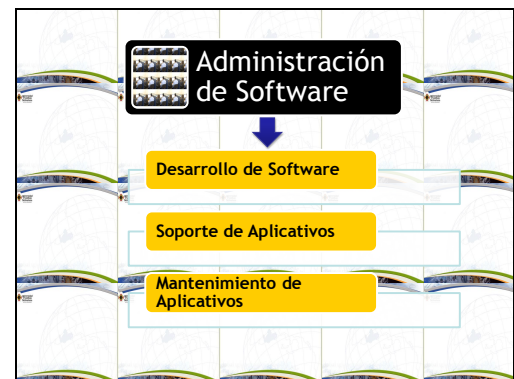 Administración
de Software
Desarrollo de Software
Soporte de Aplicativos
Mantenimiento de
Aplicativos